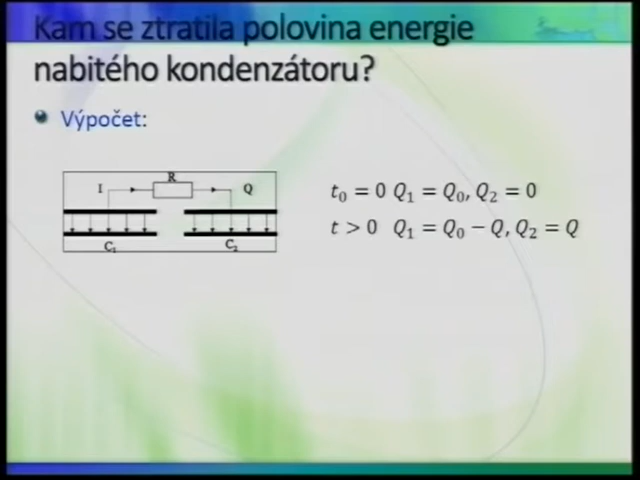 Kam se ztratila polovina energie
nabitého kondenzátoru?
Výpočet:
R
I
Q
C₁
C₂
t₀ = 0 Q₁ = Q₀, Q₂ = 0
t > 0 Q₁ = Q₀ − Q, Q₂ = Q